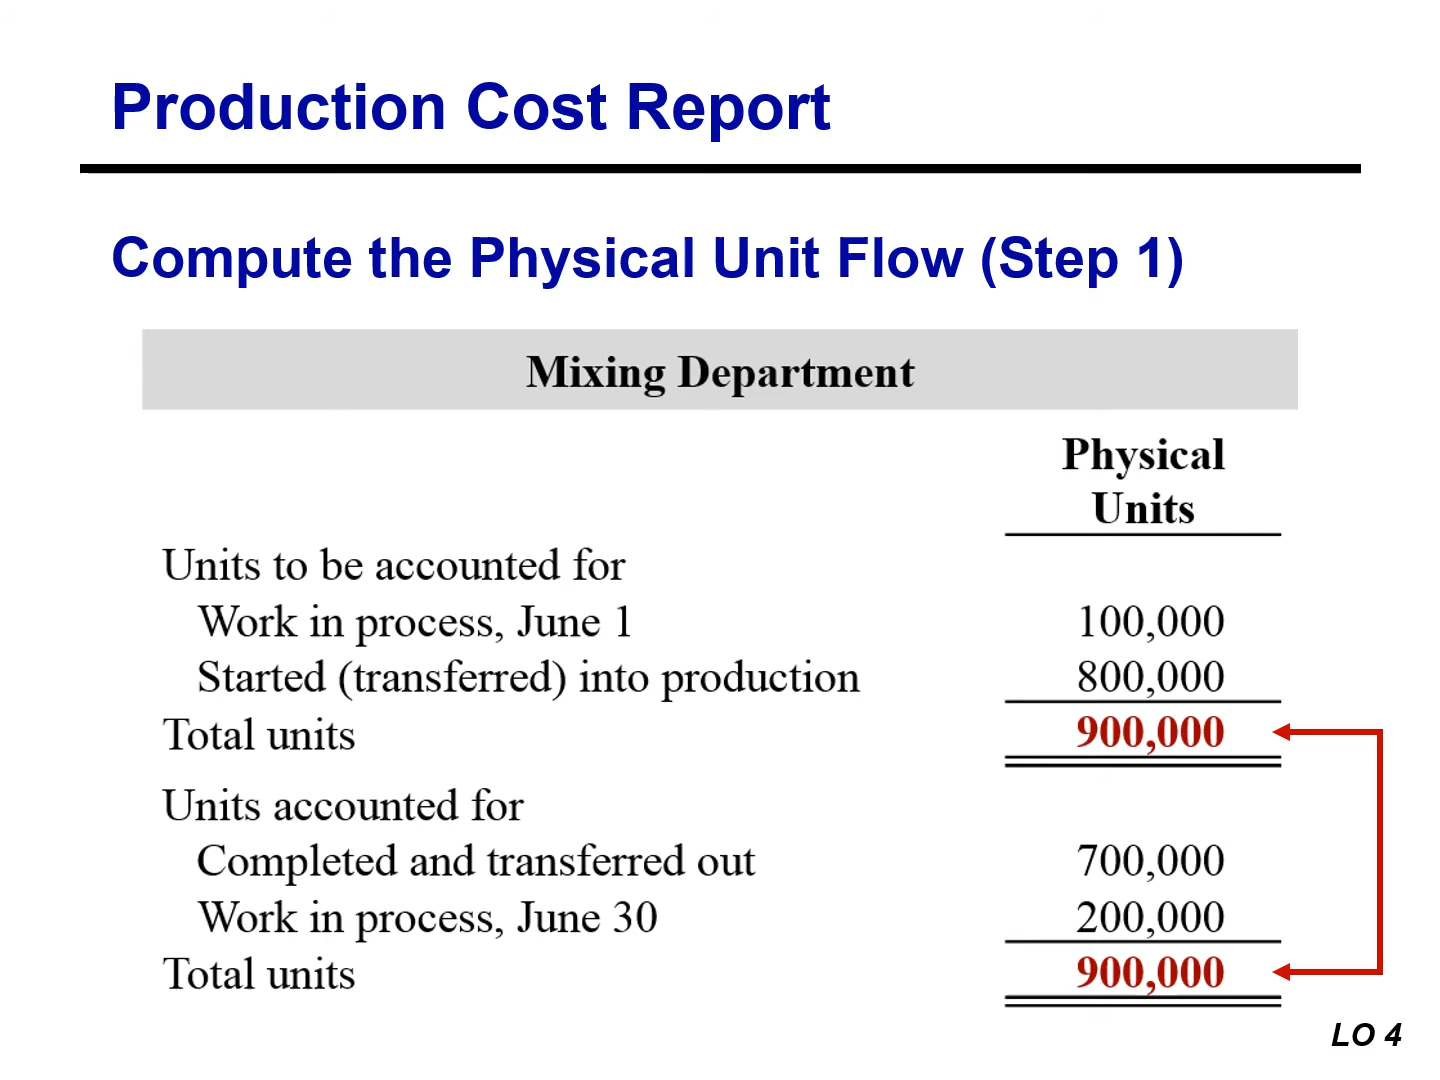 Production Cost Report
Compute the Physical Unit Flow (Step 1)
Mixing Department
Physical
Units
Units to be accounted for
Work in process, June 1 100,000
Started (transferred) into production 800,000
Total units 900,000
Units accounted for
Completed and transferred out 700,000
Work in process, June 30 200,000
Total units 900,000
LO 4